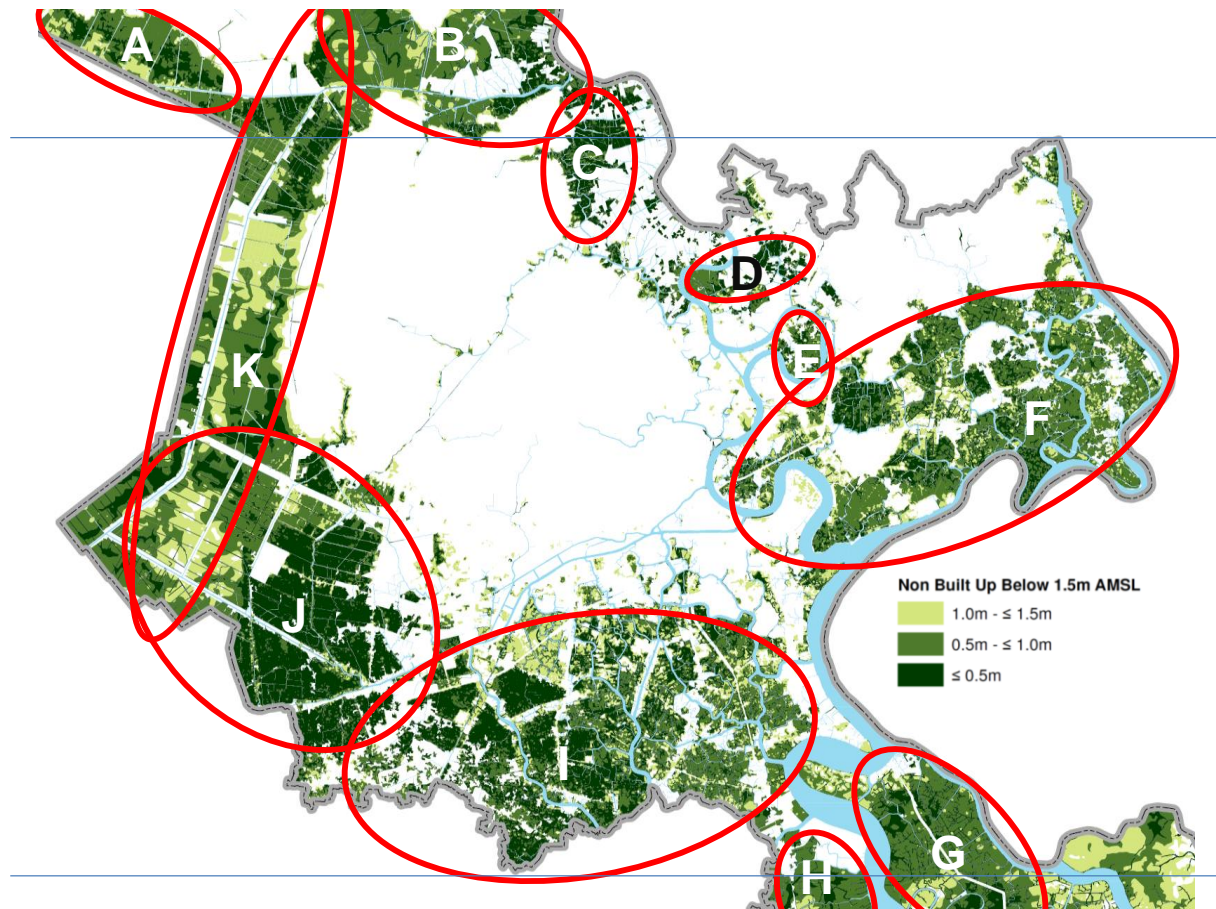 A
B
C
D
E
K
F
Non Built Up Below 1.5m AMSL
1.0m - ≤ 1.5m
0.5m - ≤ 1.0m
≤ 0.5m
J
I
G
H